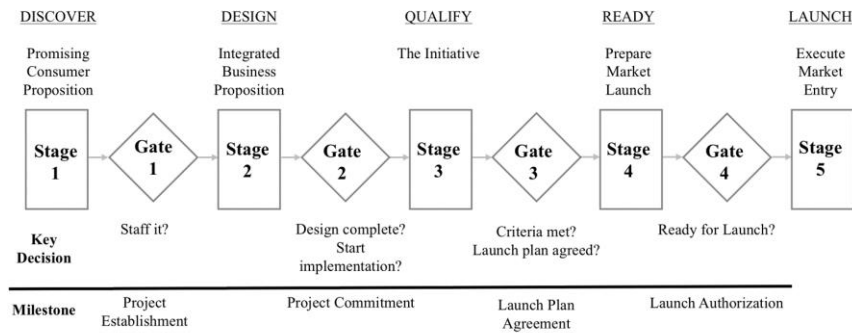 DISCOVER
DESIGN
QUALIFY
READY
LAUNCH
Promising
Consumer
Proposition
Integrated
Business
Proposition
The Initiative
Prepare
Market
Launch
Execute
Market
Entry
Stage
1
Gate
1
Stage
2
Gate
2
Stage
3
Gate
3
Stage
4
Gate
4
Stage
5
Key
Decision
Staff it?
Design complete?
Start
implementation?
Criteria met?
Launch plan agreed?
Ready for Launch?
Milestone
Project
Establishment
Project Commitment
Launch Plan
Agreement
Launch Authorization